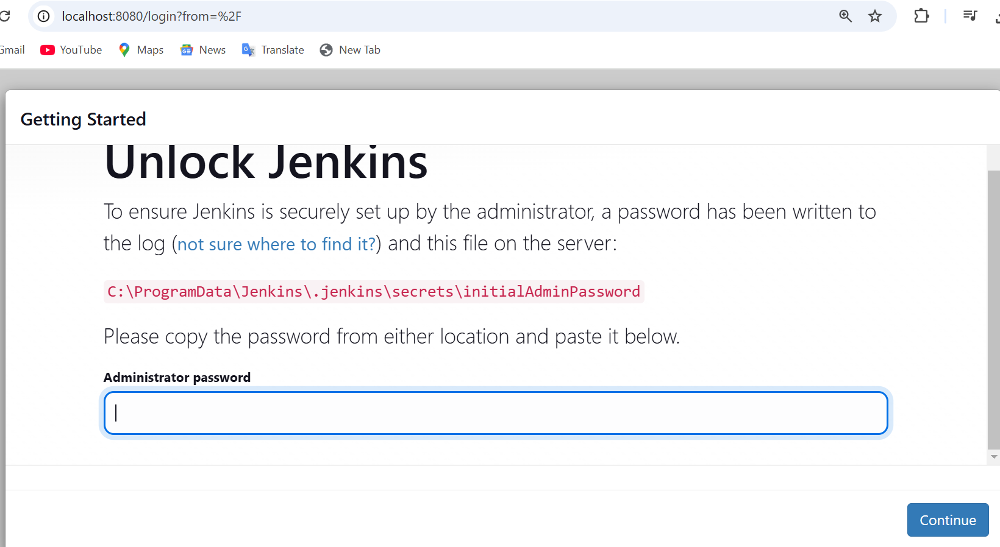 localhost:8080/login?from=%2F
Gmail YouTube Maps News Translate New Tab
Getting Started
Unlock Jenkins
To ensure Jenkins is securely set up by the administrator, a password has been written to
the log (not sure where to find it?) and this file on the server:
C:\ProgramData\Jenkins\.jenkins\secrets\initialAdminPassword
Please copy the password from either location and paste it below.
Administrator password
Continue